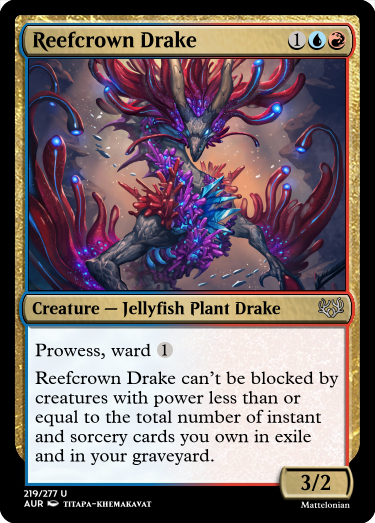 Reefcrown Drake 1
Creature — Jellyfish Plant Drake
Prowess, ward 1
Reefcrown Drake can't be blocked by
creatures with power less than or
equal to the total number of instant
and sorcery cards you own in exile
and in your graveyard.
3/2
219/277 U
AUR TITAPA-KHEMAKAVAT
Mattelonian